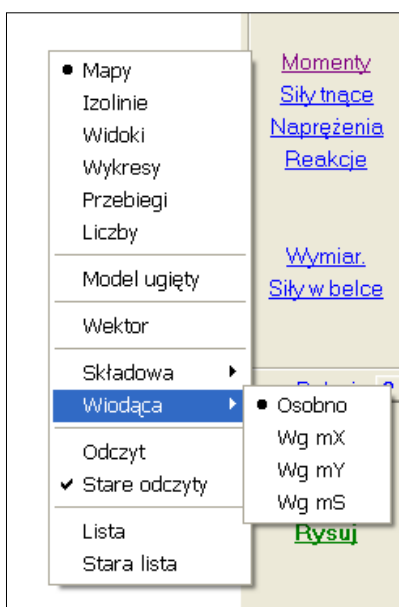 Mapy
Izolinie
Widoki
Wykresy
Przebiegi
Liczby
Model ugięty
Wektor
Składowa
Wiodąca
Odczyt
Stare odczyty
Lista
Stara lista
Osobno
Wg mX
Wg mY
Wg mS
Momenty
Siły tnące
Naprężenia
Reakcje
Wymiar.
Siły w belce
Rysuj